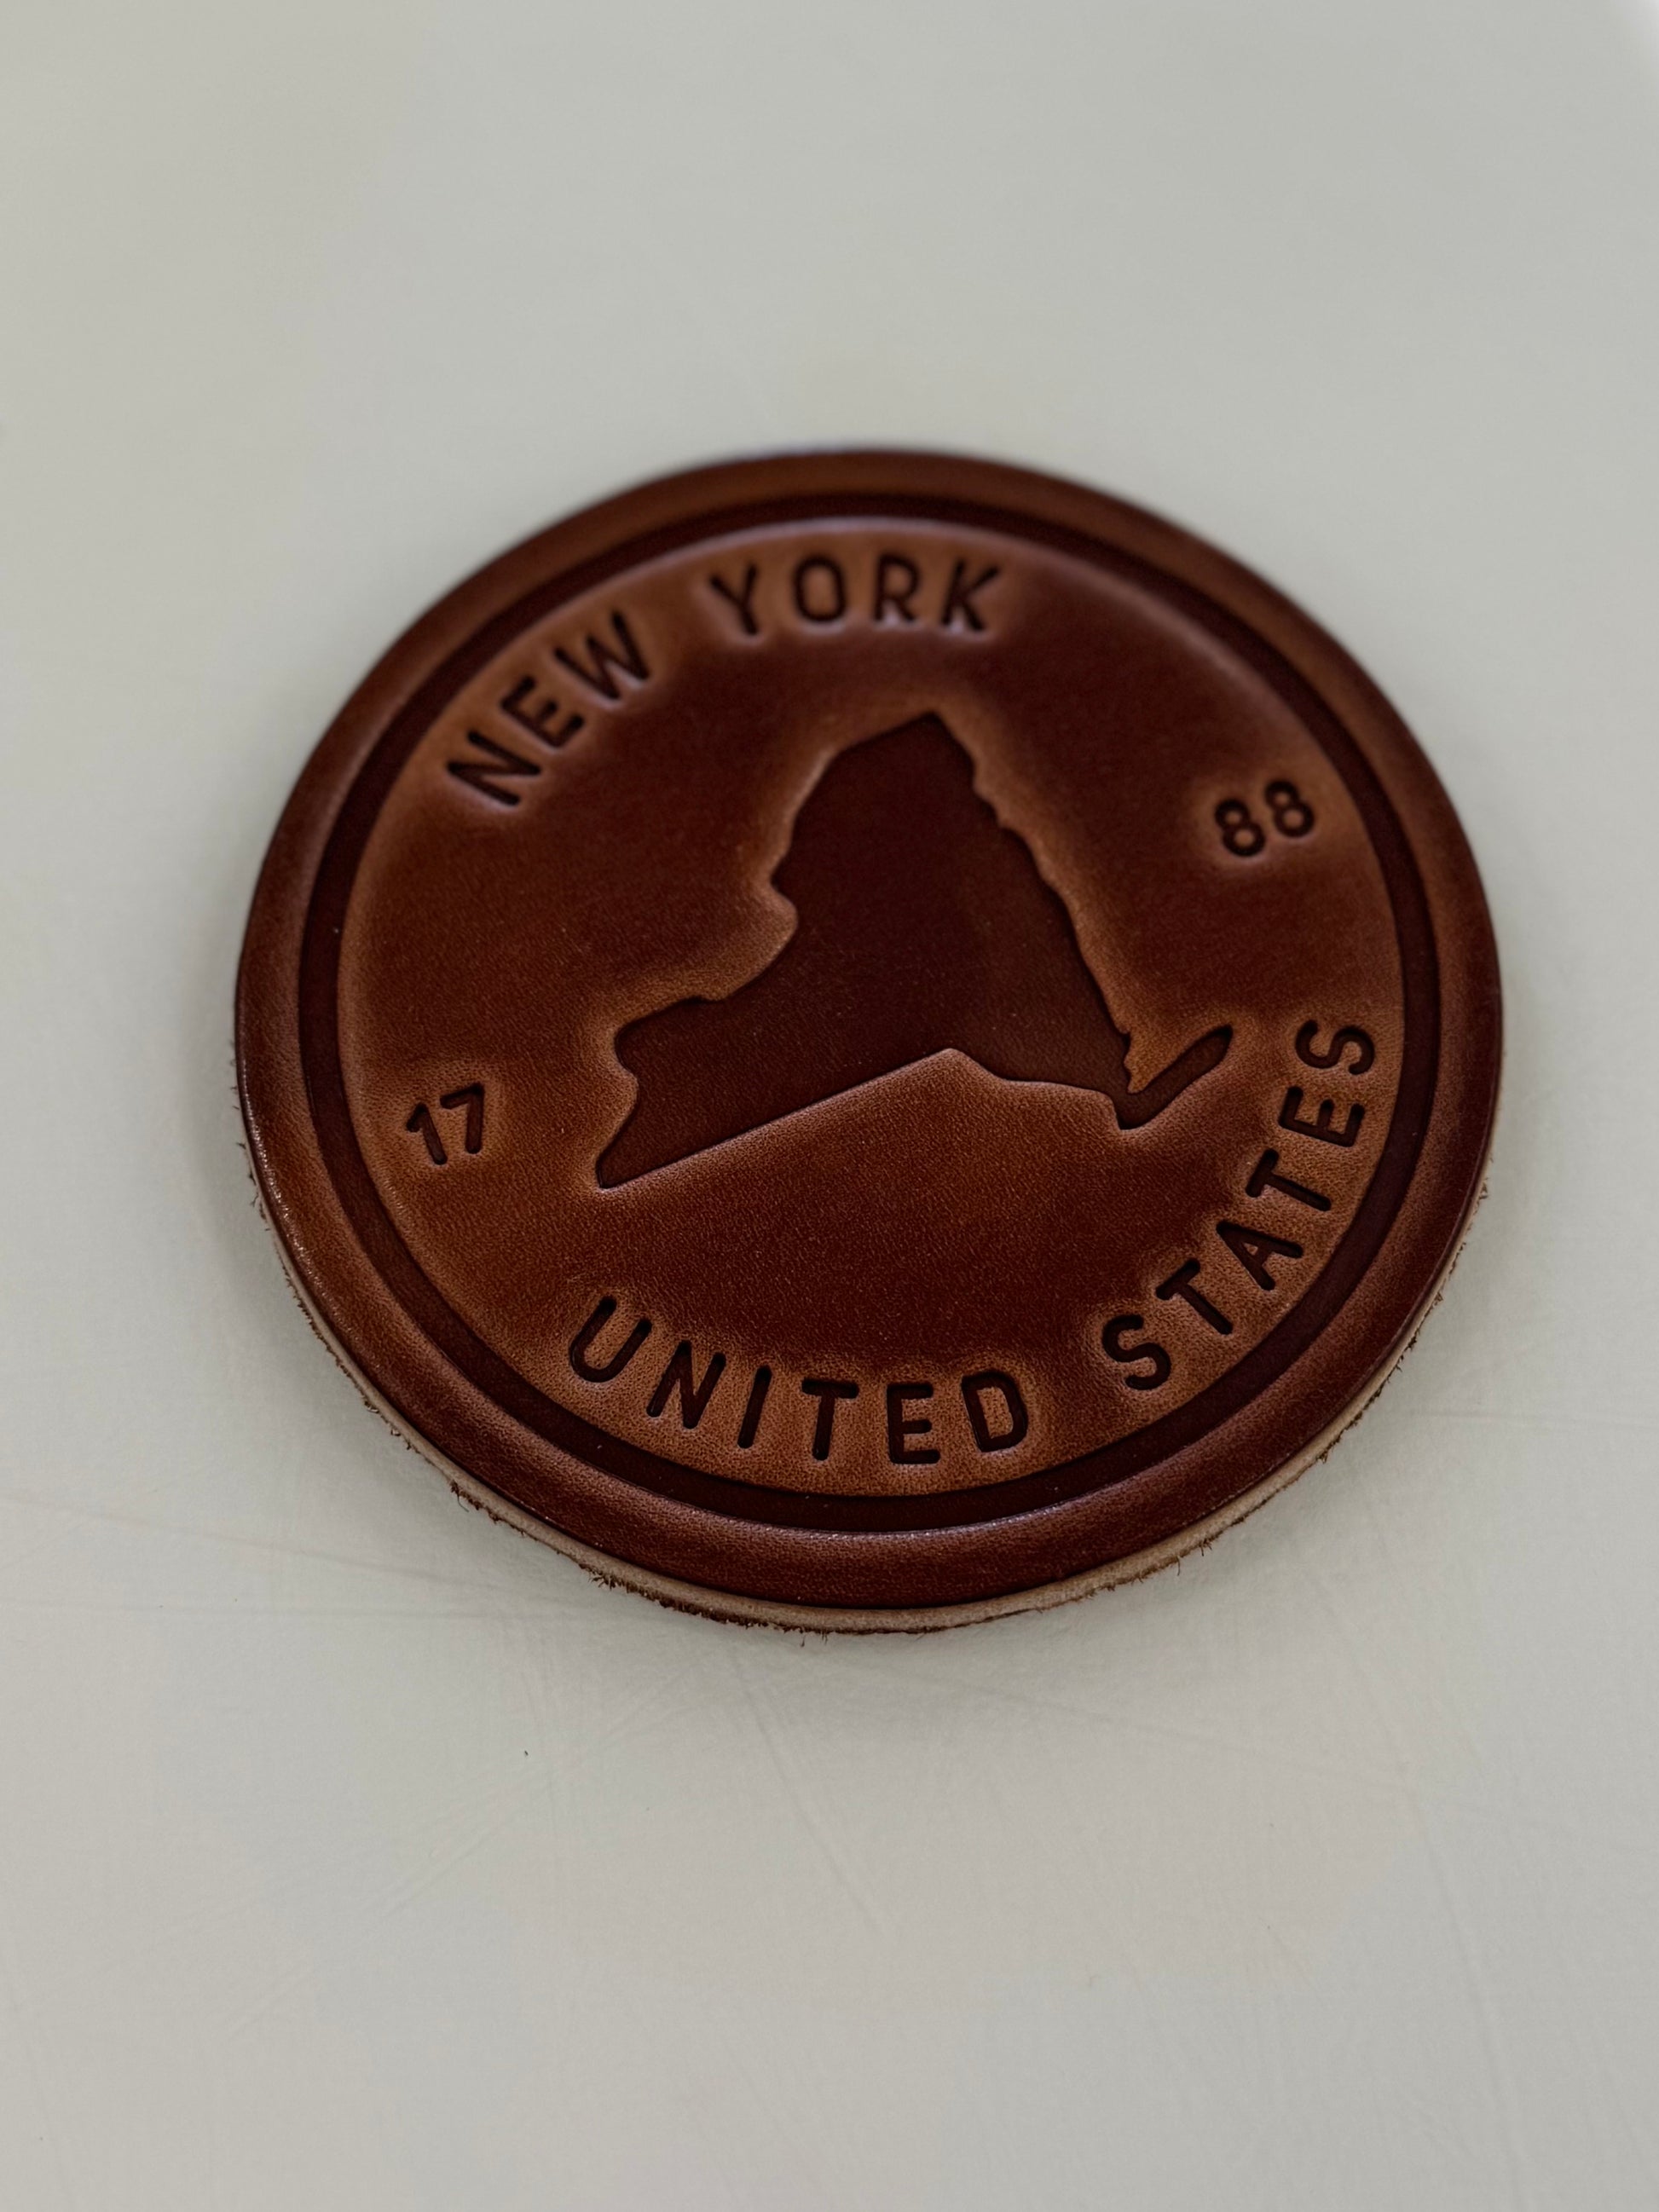 NEW YORK
17 88
UNITED STATES